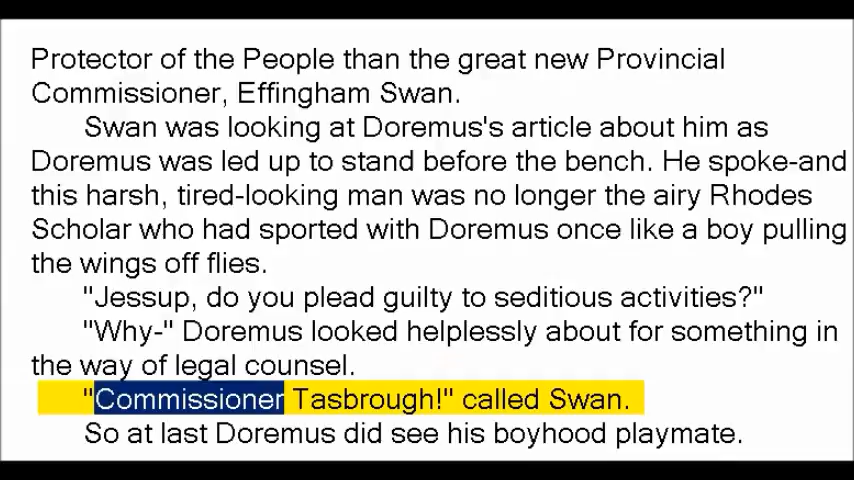 Protector of the People than the great new Provincial
Commissioner, Effingham Swan.
Swan was looking at Doremus's article about him as
Doremus was led up to stand before the bench. He spoke-and
this harsh, tired-looking man was no longer the airy Rhodes
Scholar who had sported with Doremus once like a boy pulling
the wings off flies.
"Jessup, do you plead guilty to seditious activities?"
"Why-" Doremus looked helplessly about for something in
the way of legal counsel.
"Commissioner Tasbrough!" called Swan.
So at last Doremus did see his boyhood playmate.